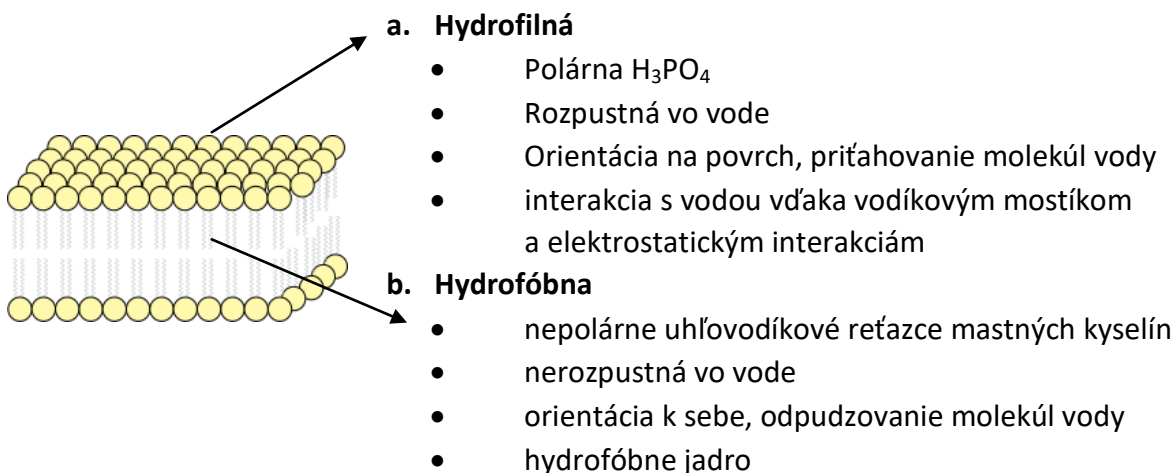 a. Hydrofilná
• Polárna H₃PO₄
• Rozpustná vo vode
• Orientácia na povrch, priťahovanie molekúl vody
• interakcia s vodou vďaka vodíkovým mostíkom
a elektrostatickým interakciám
b. Hydrofóbna
• nepolárne uhľovodíkové reťazce mastných kyselín
• nerozpustná vo vode
• orientácia k sebe, odpudzovanie molekúl vody
• hydrofóbne jadro